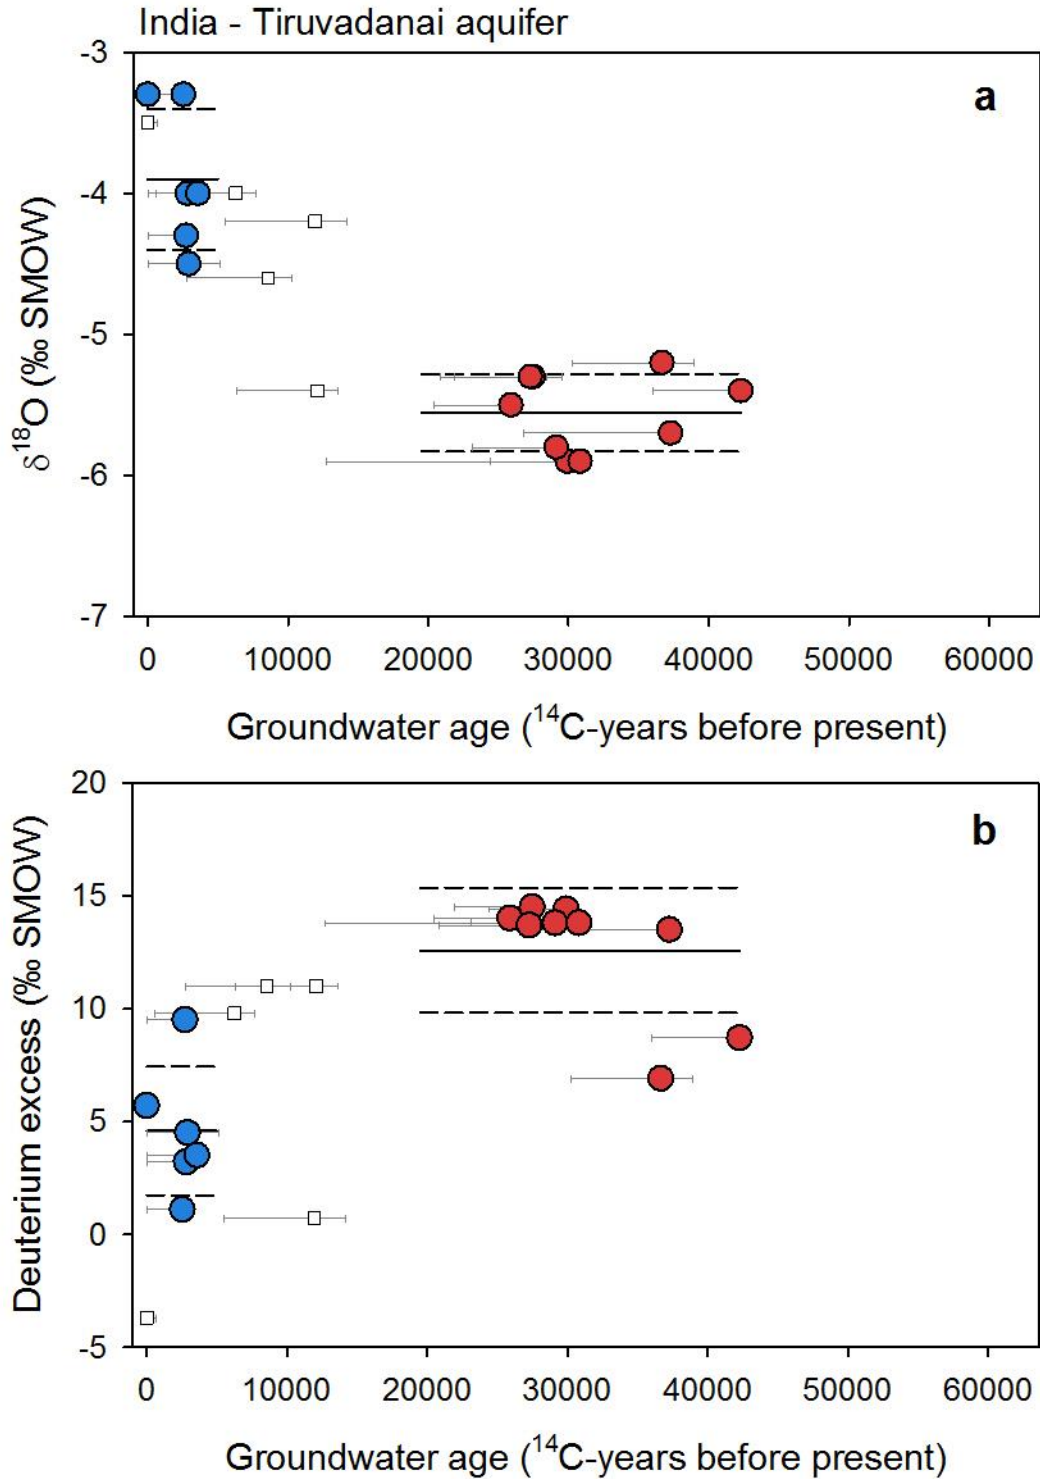 India - Tiruvadanai aquifer
a
-3
-4
-5
-6
-7
δ¹⁸O (‰ SMOW)
0 10000 20000 30000 40000 50000 60000
Groundwater age (¹⁴C-years before present)
b
20
15
10
5
0
-5
Deuterium excess (‰ SMOW)
0 10000 20000 30000 40000 50000 60000
Groundwater age (¹⁴C-years before present)